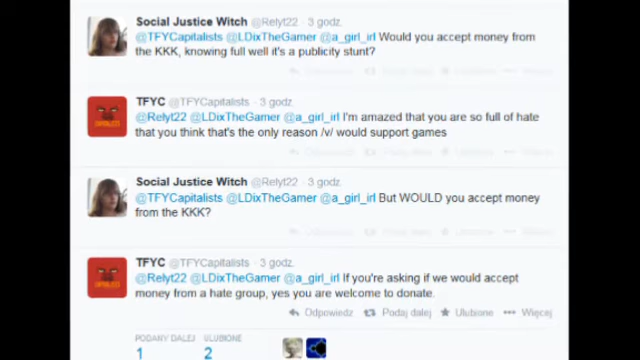 Social Justice Witch @Relyt22 · 3 godz.
@TFYCapitalists @LDixTheGamer @a_girl_irl Would you accept money from
the KKK, knowing full well it's a publicity stunt?
TFYC @TFYCapitalists · 3 godz.
@Relyt22 @LDixTheGamer @a_girl_irl I'm amazed that you are so full of hate
that you think that's the only reason /v/ would support games
Social Justice Witch @Relyt22 · 3 godz.
@TFYCapitalists @LDixTheGamer @a_girl_irl But WOULD you accept money
from the KKK?
TFYC @TFYCapitalists · 3 godz.
@Relyt22 @LDixTheGamer @a_girl_irl If you're asking if we would accept
money from a hate group, yes you are welcome to donate.
Odpowiedz Podaj dalej Ulubione Więcej
PODANY DALEJ ULUBIONE
1 2